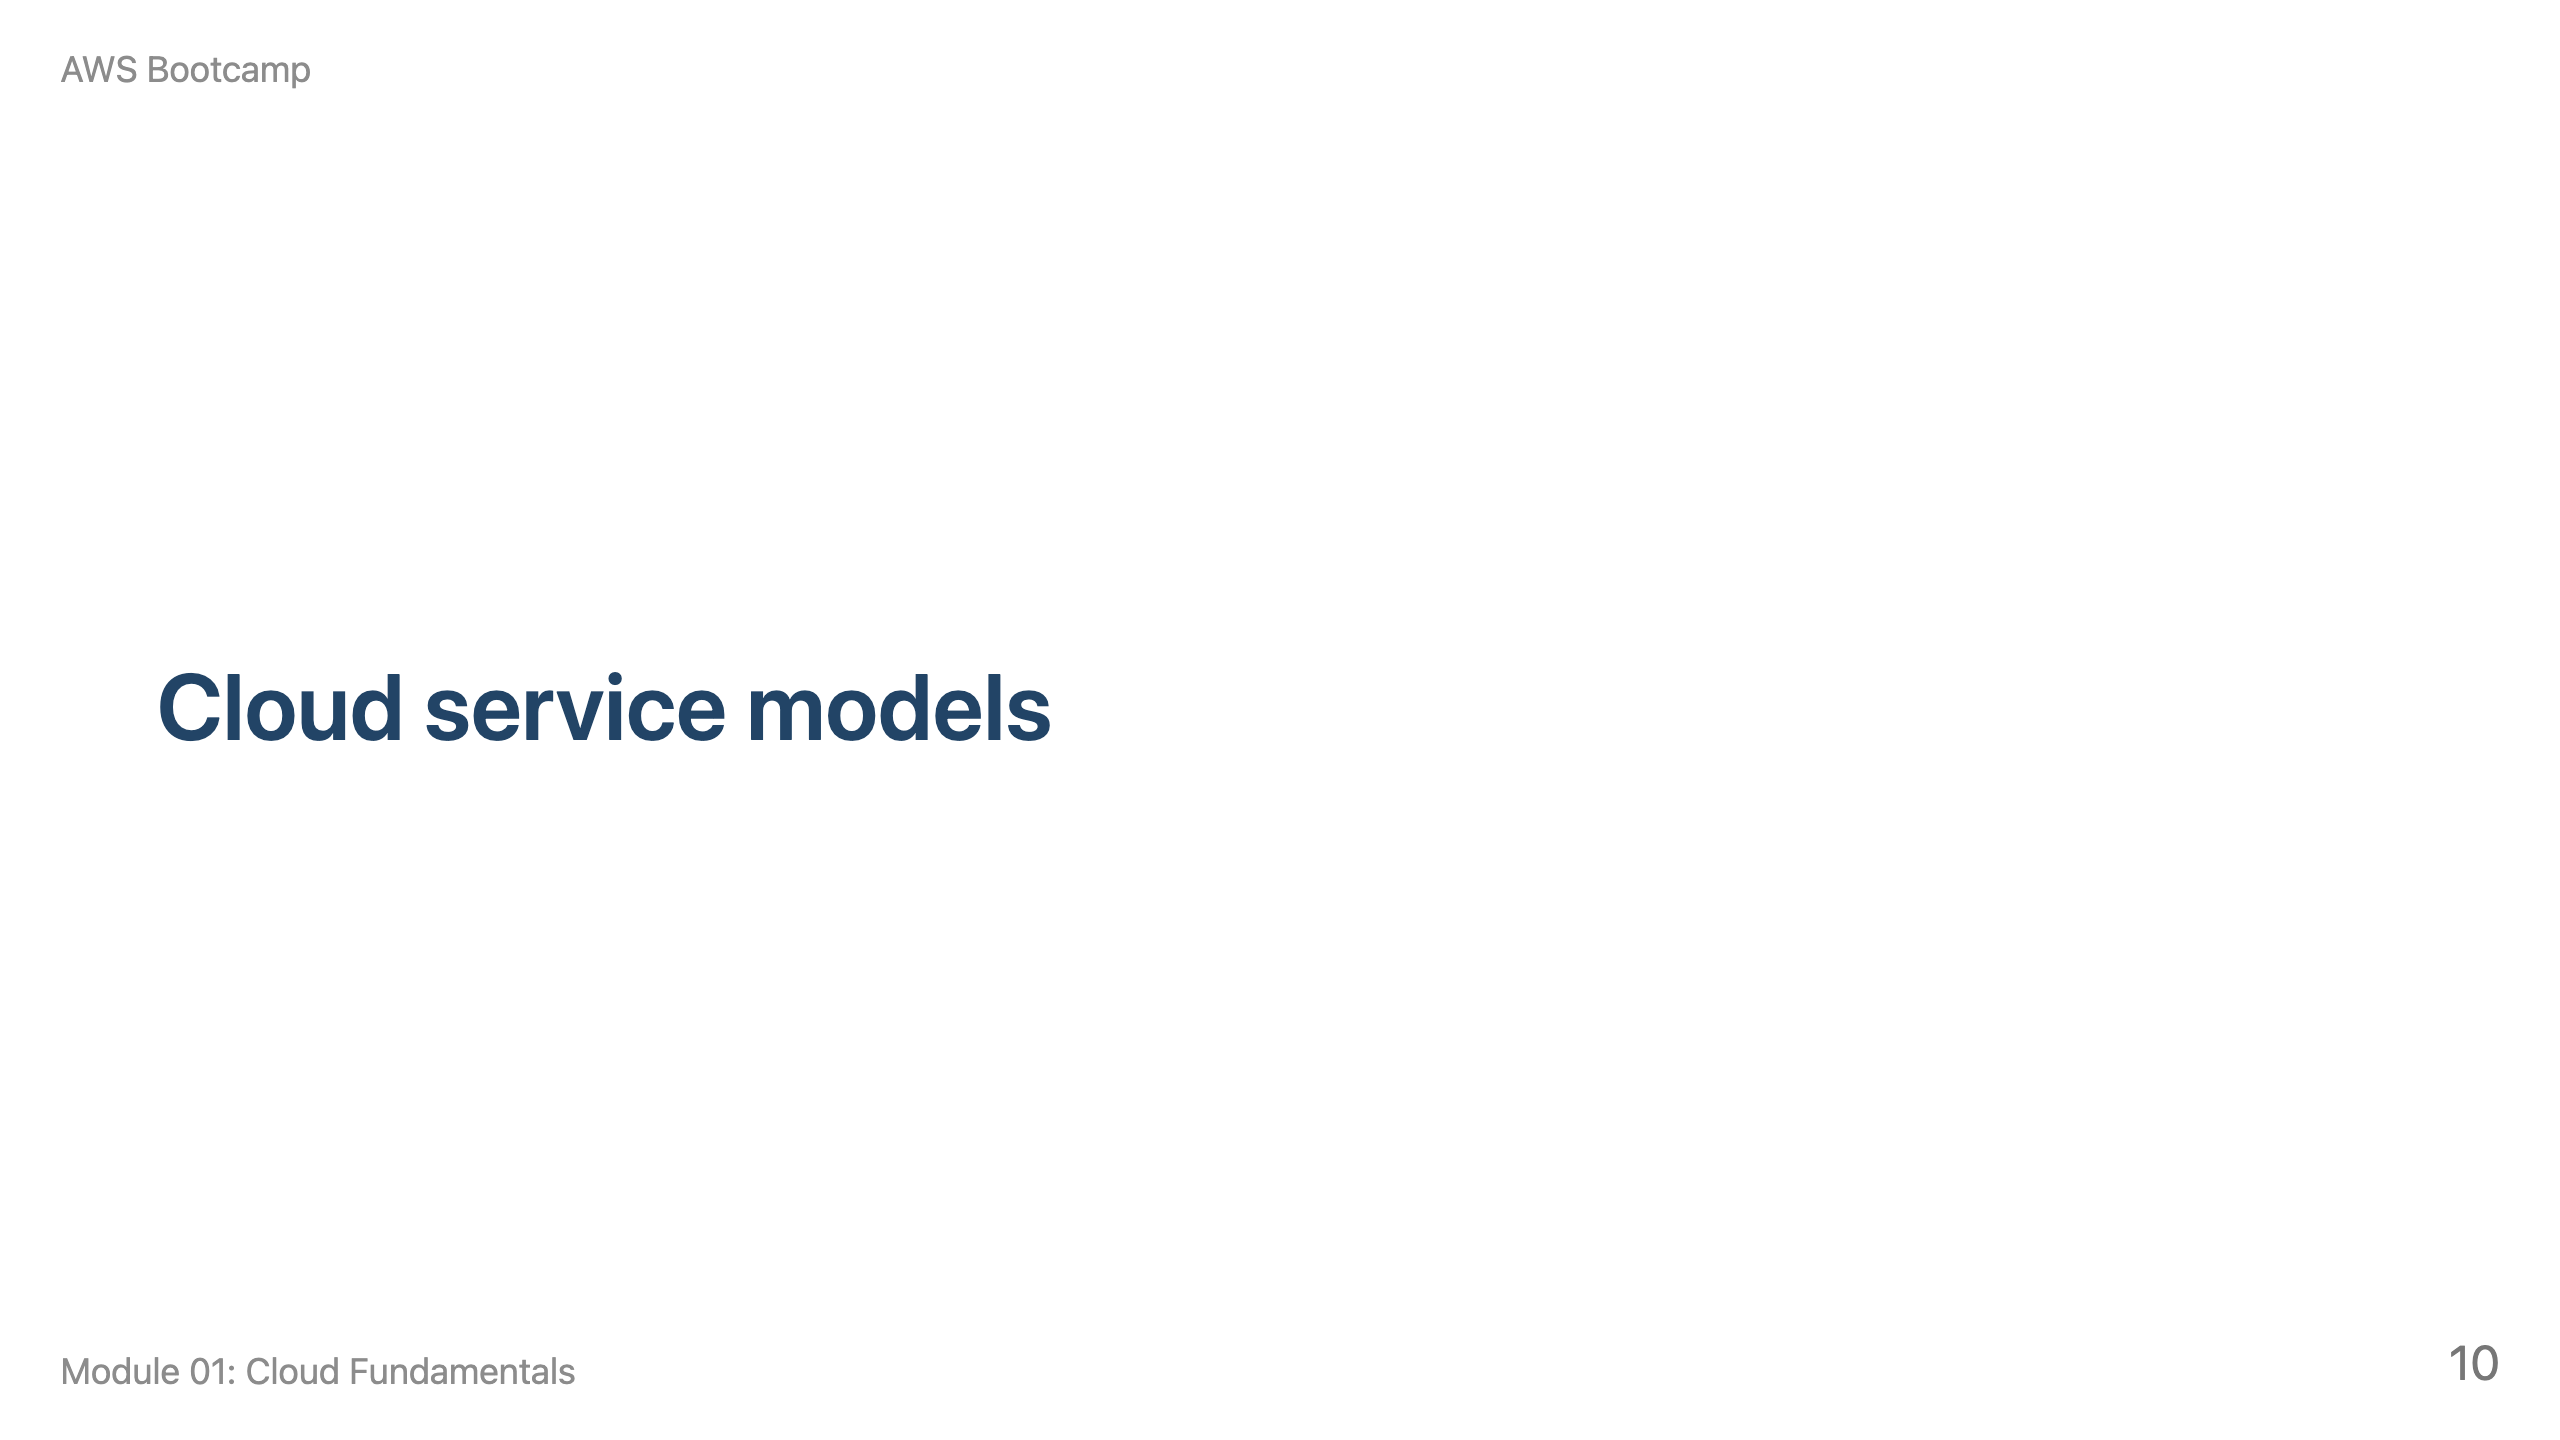 AWS Bootcamp
Cloud service models
Module 01: Cloud Fundamentals
10